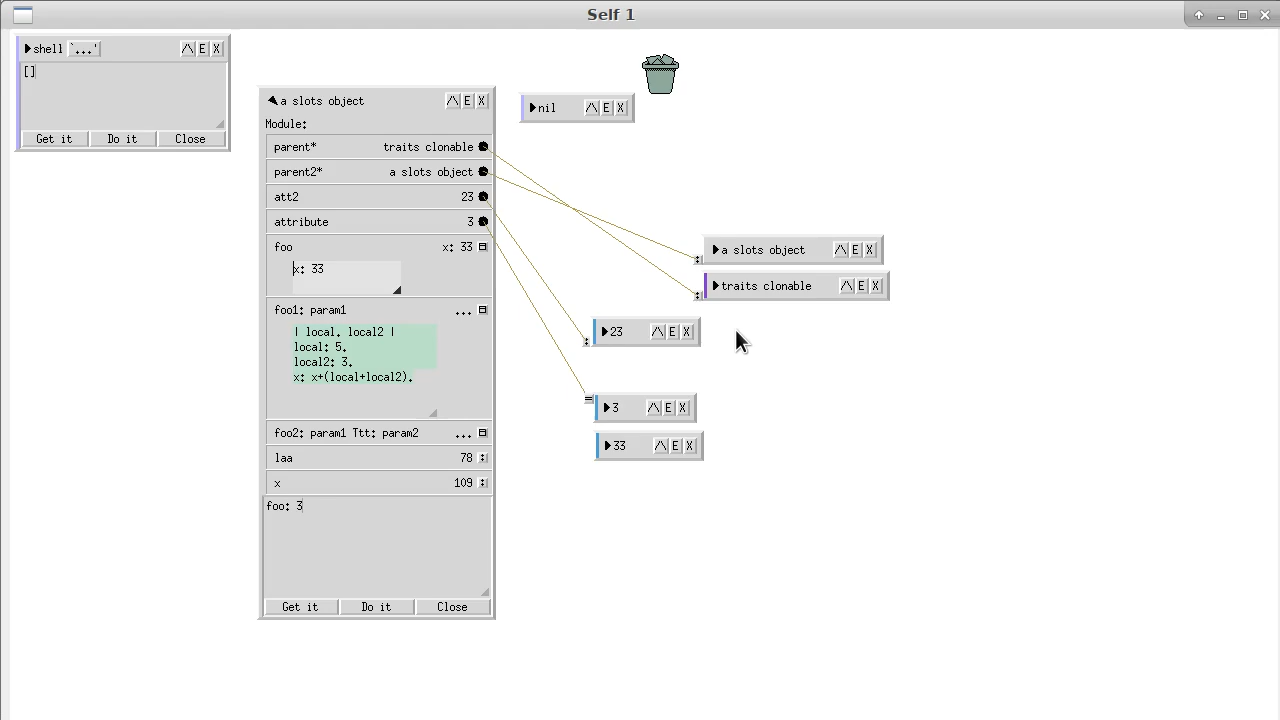 Self 1
shell `...' E X
[]
Get it Do it Close
a slots object E X
Module:
parent* traits clonable
parent2* a slots object
att2 23
attribute 3
foo x: 33
x: 33
foo1: param1 ...
| local. local2 |
local: 5.
local2: 3.
x: x+(local+local2).
foo2: param1 Ttt: param2 ...
laa 78
x 109
foo: 3
Get it Do it Close
nil E X
a slots object E X
traits clonable E X
23 E X
3 E X
33 E X